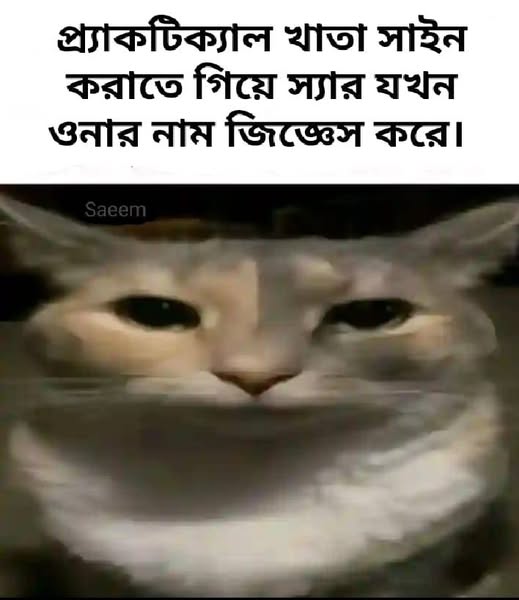 প্র্যাকটিক্যাল খাতা সাইন
করাতে গিয়ে স্যার যখন
ওনার নাম জিজ্ঞেস করে।
Saeem